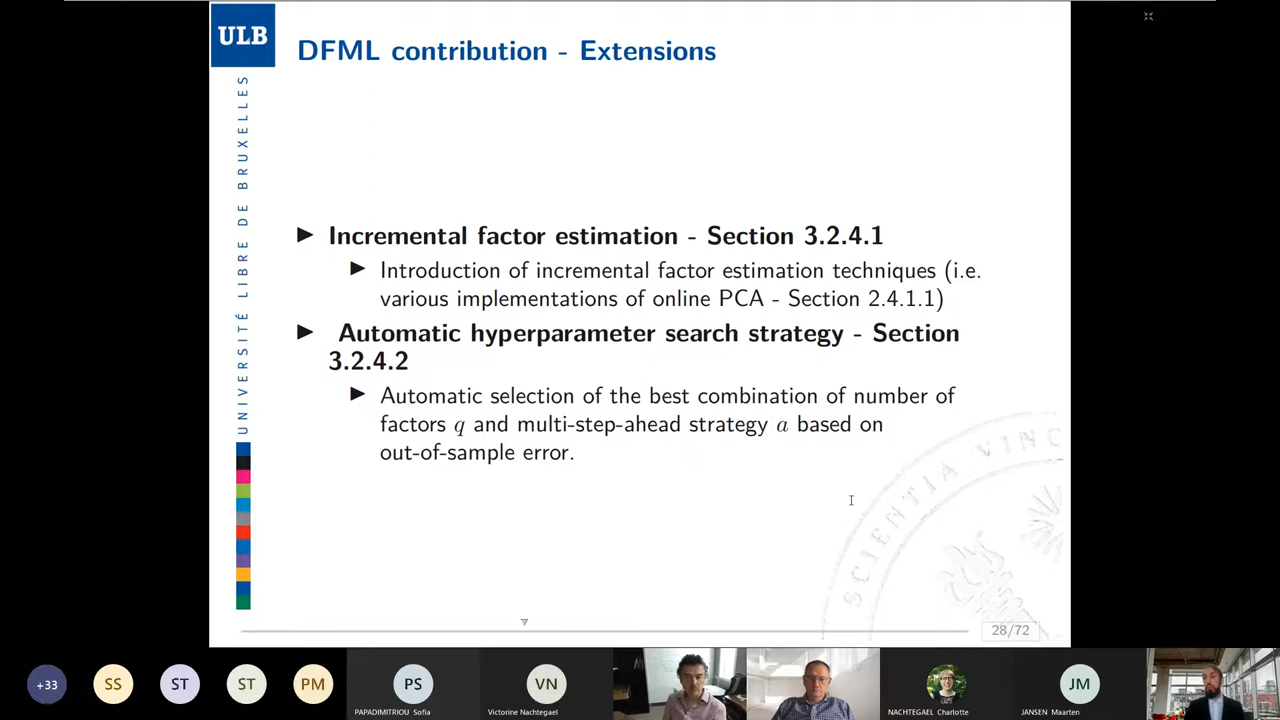 ULB
DFML contribution - Extensions
UNIVERSITÉ LIBRE DE BRUXELLES
▶ Incremental factor estimation - Section 3.2.4.1
▶ Introduction of incremental factor estimation techniques (i.e.
various implementations of online PCA - Section 2.4.1.1)
▶ Automatic hyperparameter search strategy - Section
3.2.4.2
▶ Automatic selection of the best combination of number of
factors q and multi-step-ahead strategy a based on
out-of-sample error.
SCIENTIA VINC
28/72
+33
SS
ST
ST
PM
PS
VN
JM
PAPADIMITRIOU Sofia
Victorine Nachtegael
NACHTEGAEL Charlotte
JANSEN Maarten